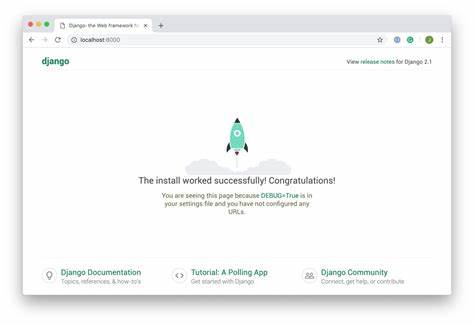 Django: the Web framework fo
localhost:8000
J
django
View release notes for Django 2.1
The install worked successfully! Congratulations!
You are seeing this page because DEBUG=True is in
your settings file and you have not configured any
URLs.
Django Documentation
Topics, references, & how-to's
Tutorial: A Polling App
Get started with Django
Django Community
Connect, get help, or contribute